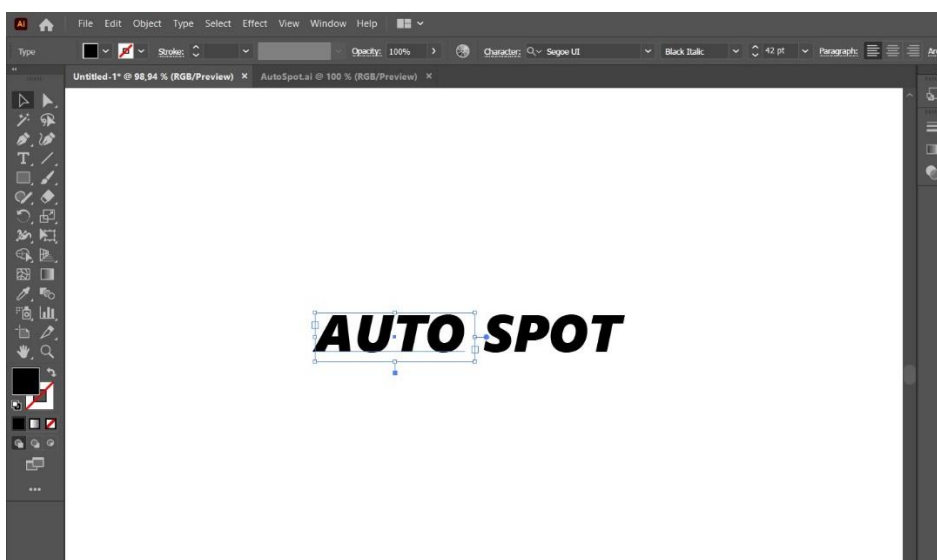 Ai File Edit Object Type Select Effect View Window Help
Type Stroke: Opacity: 100% Character: Segoe UI Black Italic 42 pt Paragraph:
Untitled-1* @ 98,94 % (RGB/Preview) × AutoSpot.ai @ 100 % (RGB/Preview) ×
AUTO SPOT